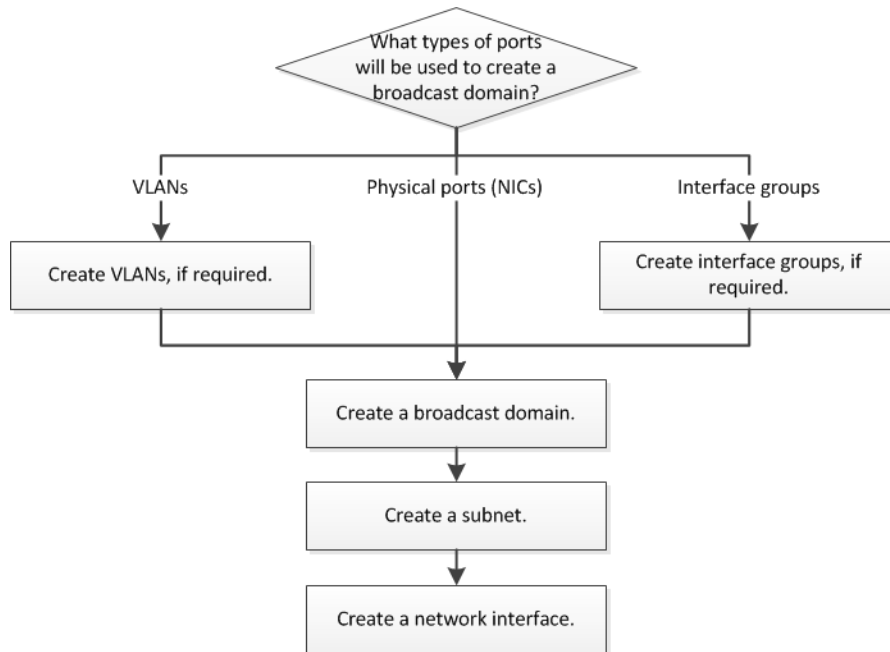 What types of ports
will be used to create a
broadcast domain?
VLANs
Physical ports (NICs)
Interface groups
Create VLANs, if required.
Create interface groups, if
required.
Create a broadcast domain.
Create a subnet.
Create a network interface.